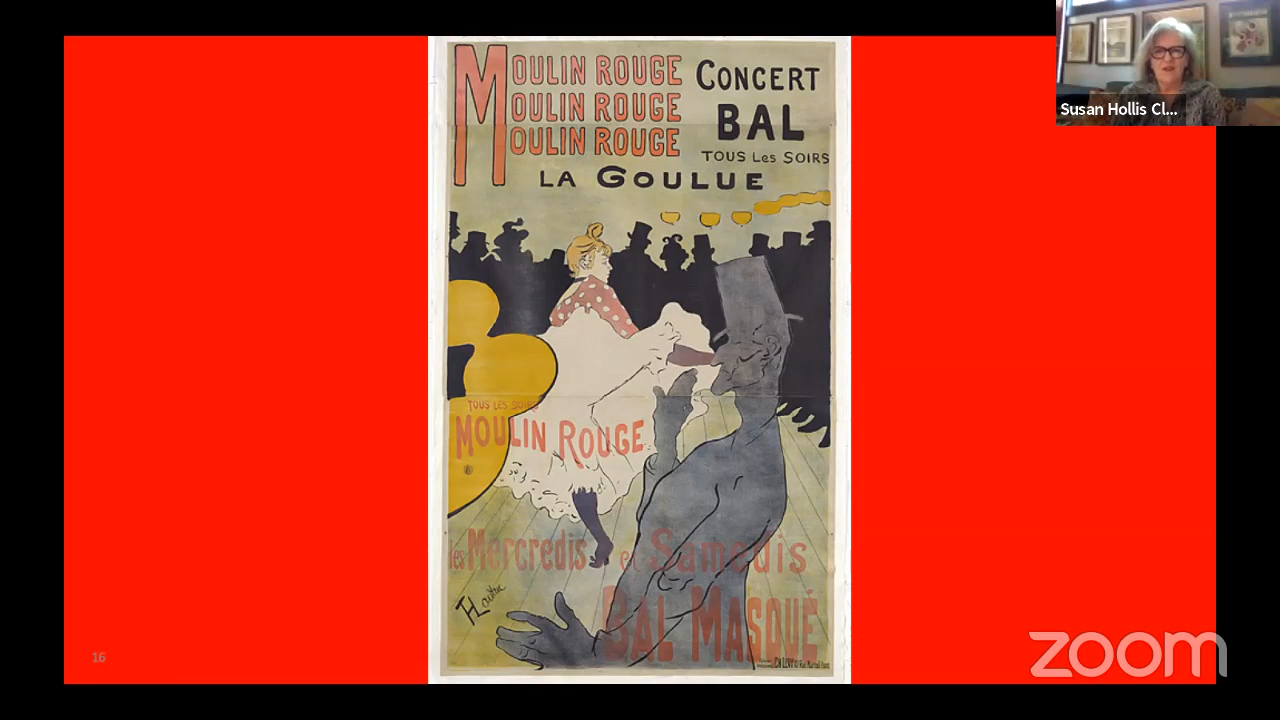 MOULIN ROUGE CONCERT
MOULIN ROUGE BAL
MOULIN ROUGE TOUS LES SOIRS
LA GOULUE
TOUS LES SOIRS
MOULIN ROUGE
les Mercredis et Samedis
BAL MASQUÉ
Susan Hollis Cl...
16
zoom